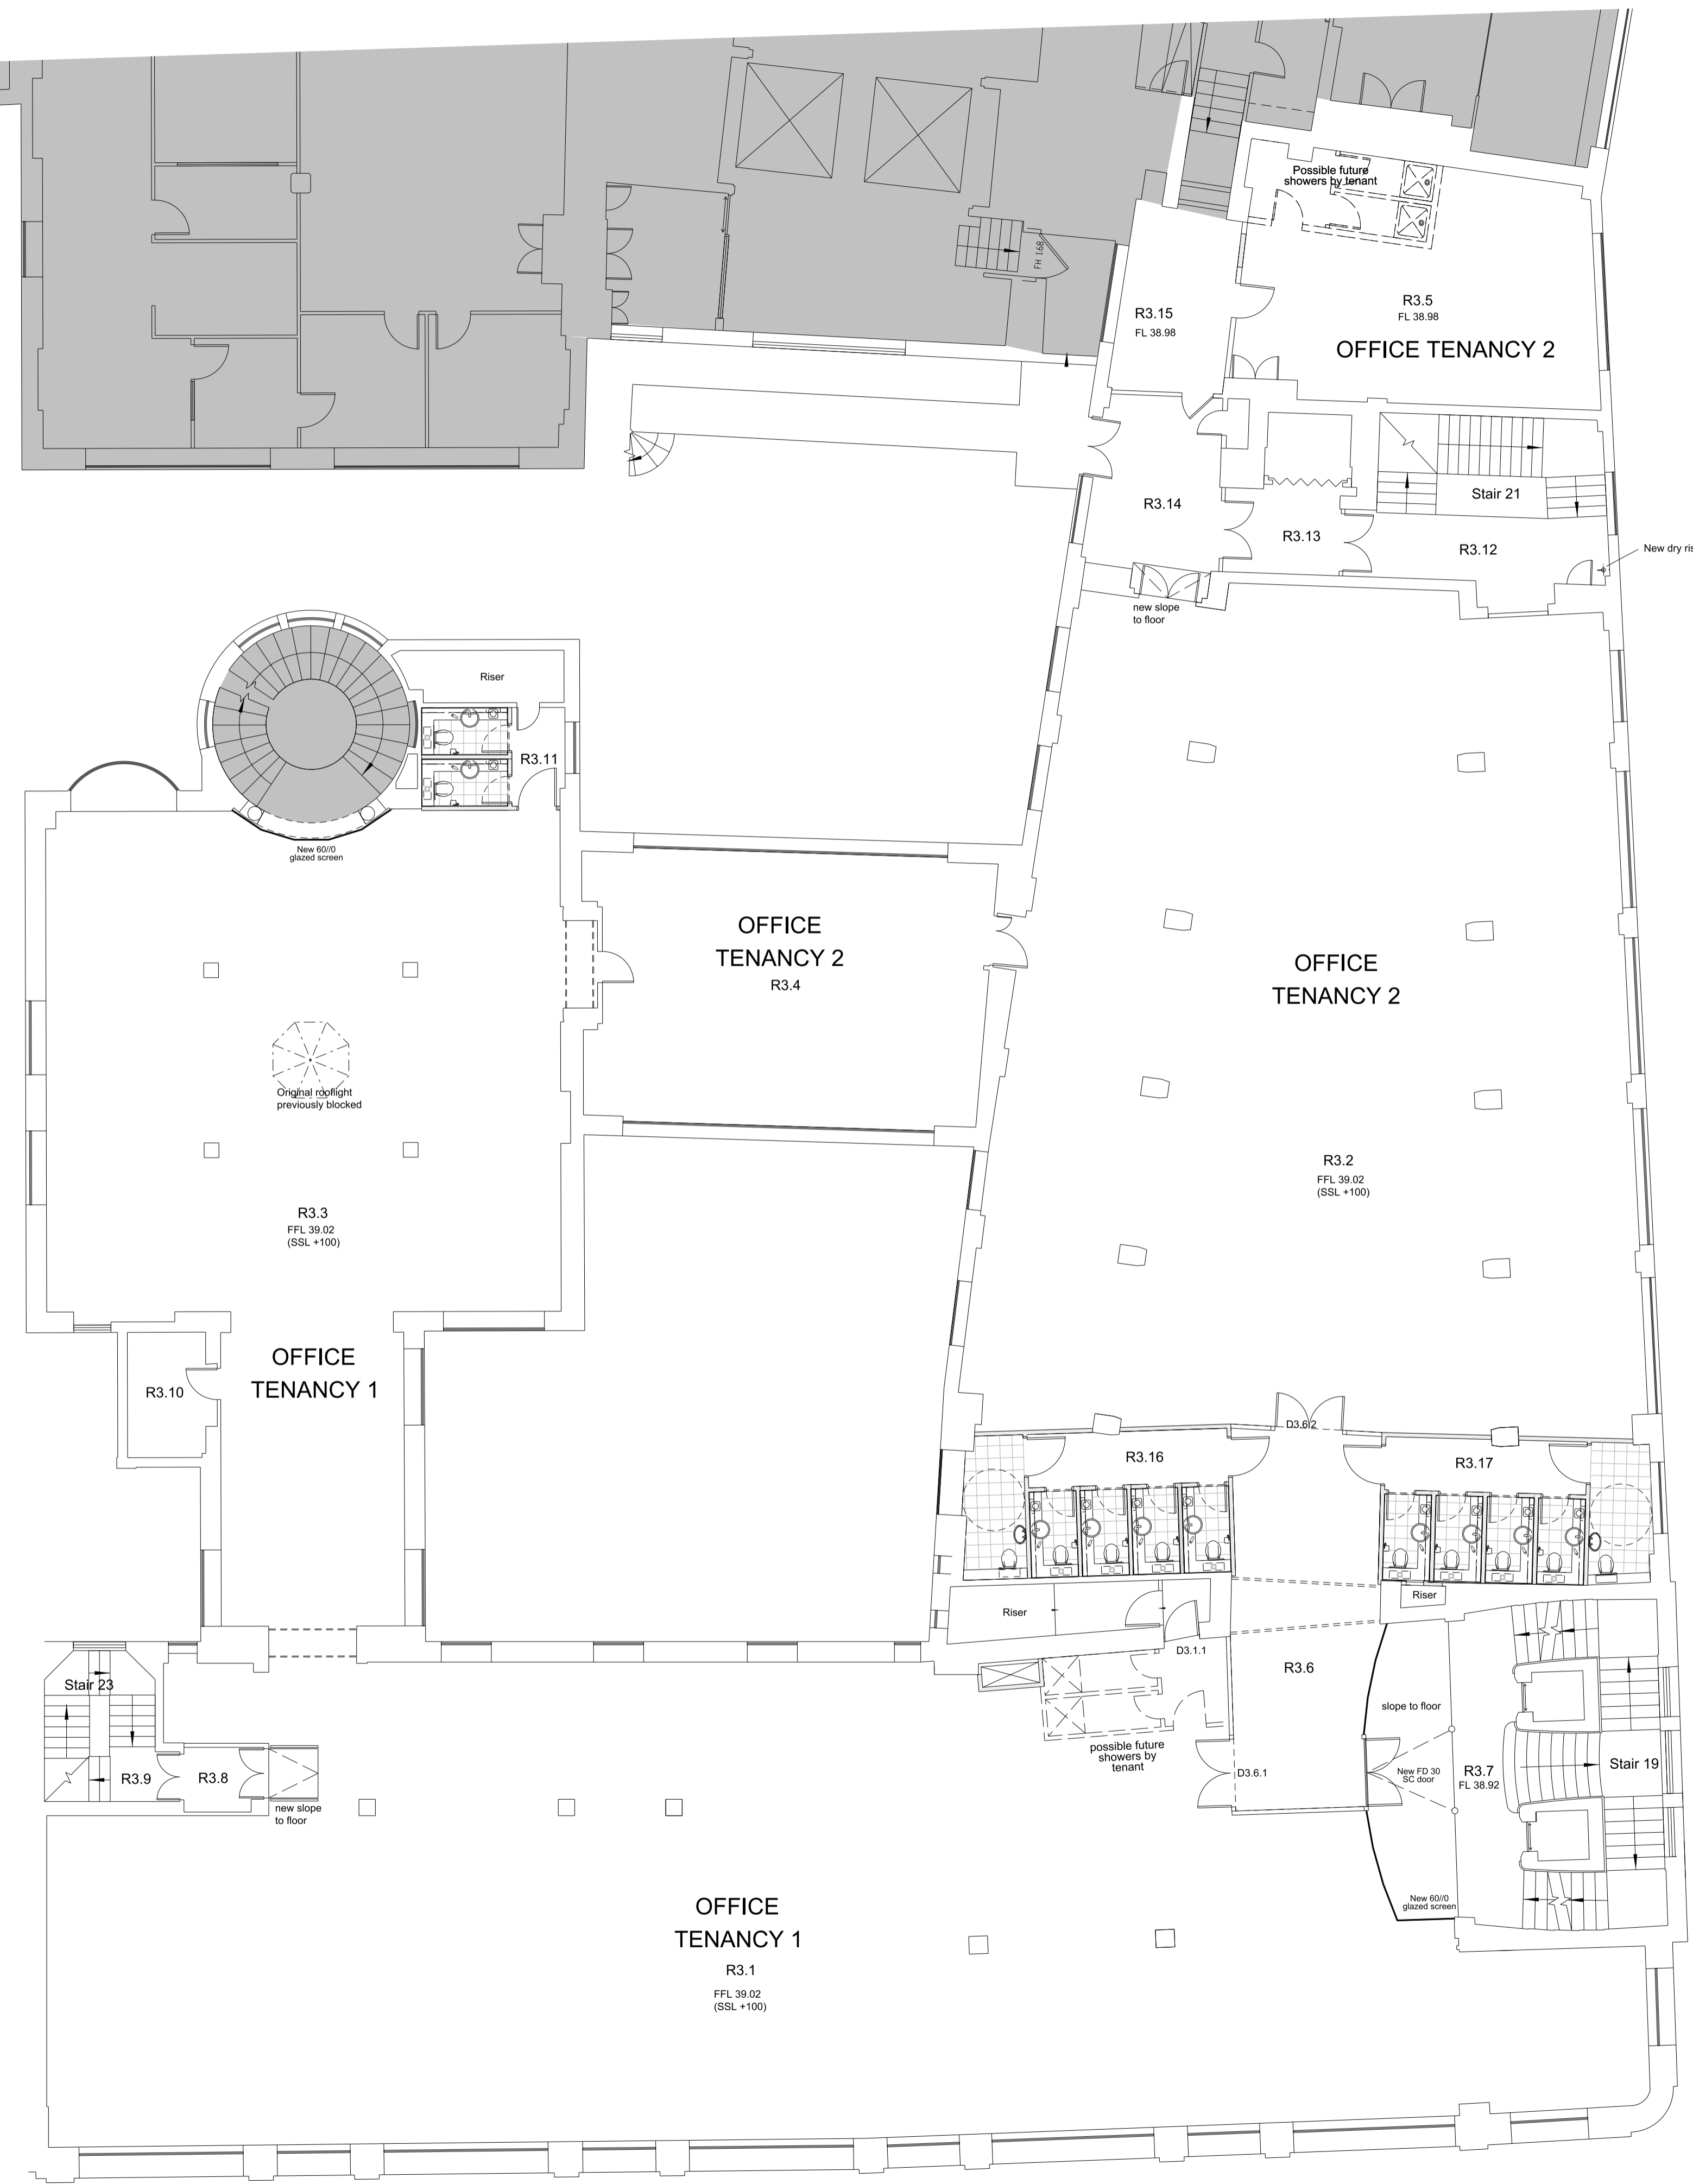 Possible future
showers by tenant
FH 1.68
R3.5
FL 38.98
OFFICE TENANCY 2
R3.15
FL 38.98
Stair 21
R3.14
R3.13
R3.12
New dry ris
new slope
to floor
Riser
R3.11
New 60//0
glazed screen
OFFICE
TENANCY 2
R3.4
OFFICE
TENANCY 2
Original rooflight
previously blocked
R3.2
FFL 39.02
(SSL +100)
R3.3
FFL 39.02
(SSL +100)
OFFICE
TENANCY 1
R3.10
D3.6.2
R3.16
R3.17
Riser
Riser
D3.1.1
R3.6
Stair 23
slope to floor
possible future
showers by
tenant
D3.6.1
New FD 30
SC door
R3.7
FL 38.92
Stair 19
R3.9
R3.8
new slope
to floor
New 60//0
glazed screen
OFFICE
TENANCY 1
R3.1
FFL 39.02
(SSL +100)